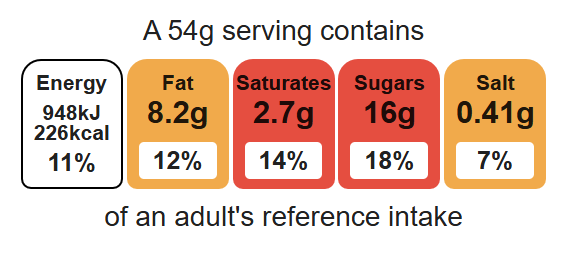 A 54g serving contains
Energy Fat Saturates Sugars Salt
948kJ 8.2g 2.7g 16g 0.41g
226kcal
11% 12% 14% 18% 7%
of an adult's reference intake